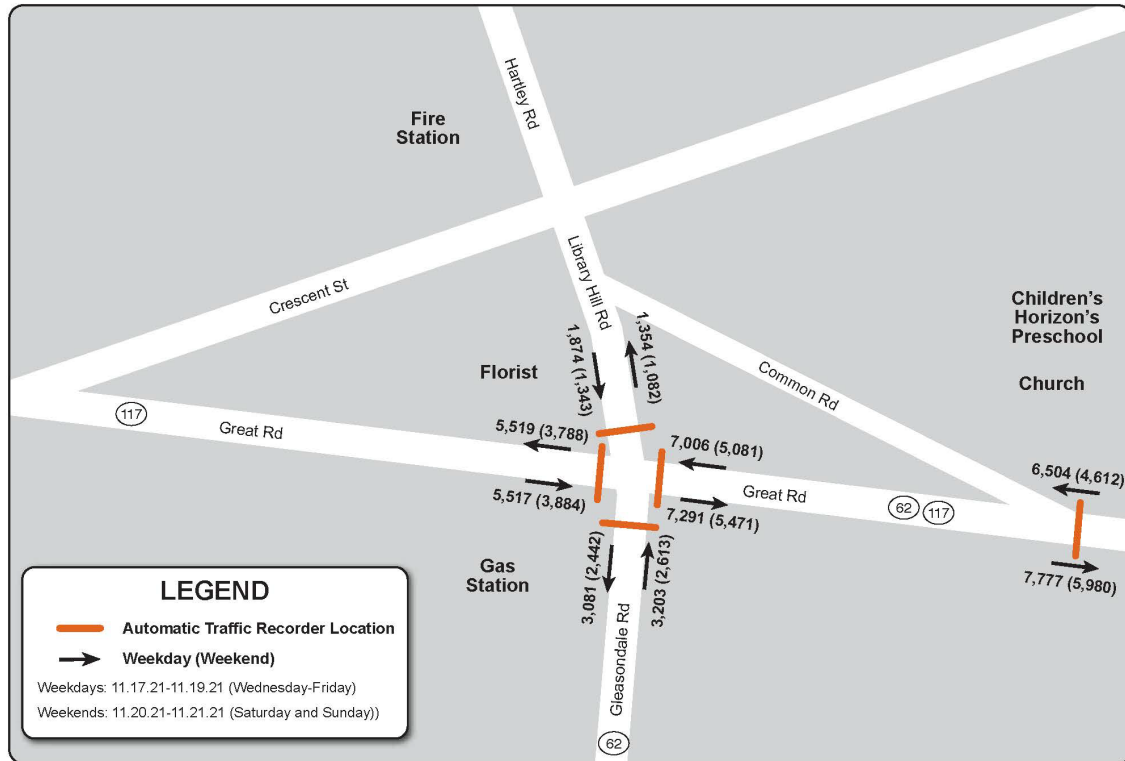 Hartley Rd
Fire
Station
Library Hill Rd
Crescent St
Children's
Horizon's
Preschool
Church
1,874 (1,343)
1,354 (1,082)
Common Rd
Florist
117
Great Rd
5,519 (3,788)
7,006 (5,081)
5,517 (3,884)
7,291 (5,471)
Great Rd
62
117
6,504 (4,612)
7,777 (5,980)
Gas
Station
3,081 (2,442)
3,203 (2,613)
Gleasondale Rd
62
LEGEND
Automatic Traffic Recorder Location
Weekday (Weekend)
Weekdays: 11.17.21-11.19.21 (Wednesday-Friday)
Weekends: 11.20.21-11.21.21 (Saturday and Sunday))